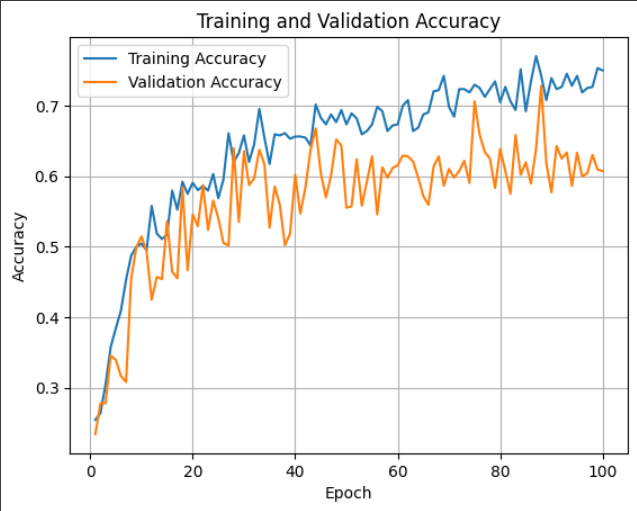 Training and Validation Accuracy
Training Accuracy
Validation Accuracy
0.7
0.6
0.5
0.4
0.3
Accuracy
0
20
40
60
80
100
Epoch